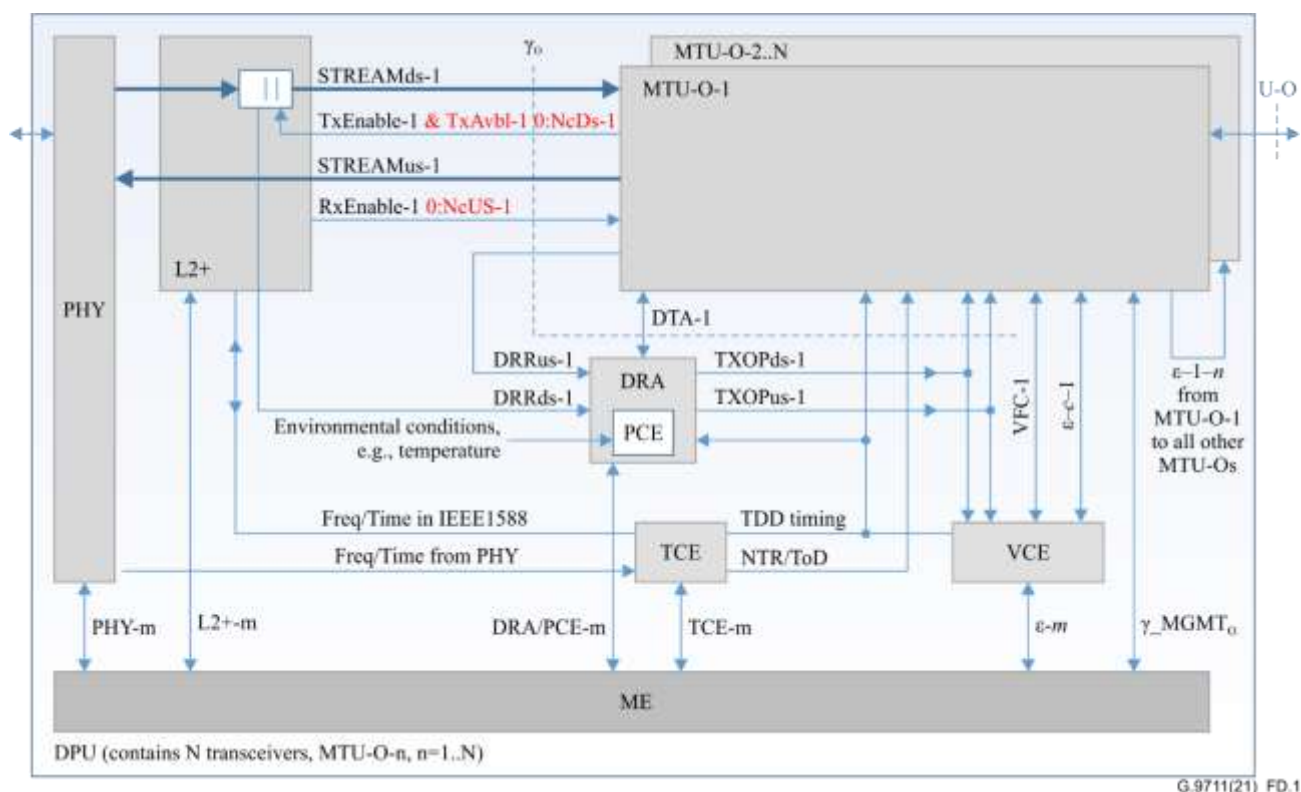 γo
MTU-O-2..N
STREAMds-1
MTU-O-1
U-O
TxEnable-1 & TxAvbl-1 0:NcDs-1
STREAMus-1
RxEnable-1 0:NcUS-1
L2+
PHY
DTA-1
DRRus-1
TXOPds-1
DRA
DRRds-1
TXOPus-1
PCE
Environmental conditions,
e.g., temperature
VFC-1
ε–c–1
ε–1–n
from
MTU-O-1
to all other
MTU-Os
Freq/Time in IEEE1588
TDD timing
TCE
VCE
Freq/Time from PHY
NTR/ToD
PHY-m
L2+-m
DRA/PCE-m
TCE-m
ε-m
γ_MGMTo
ME
DPU (contains N transceivers, MTU-O-n, n=1..N)
G.9711(21)_FD.1